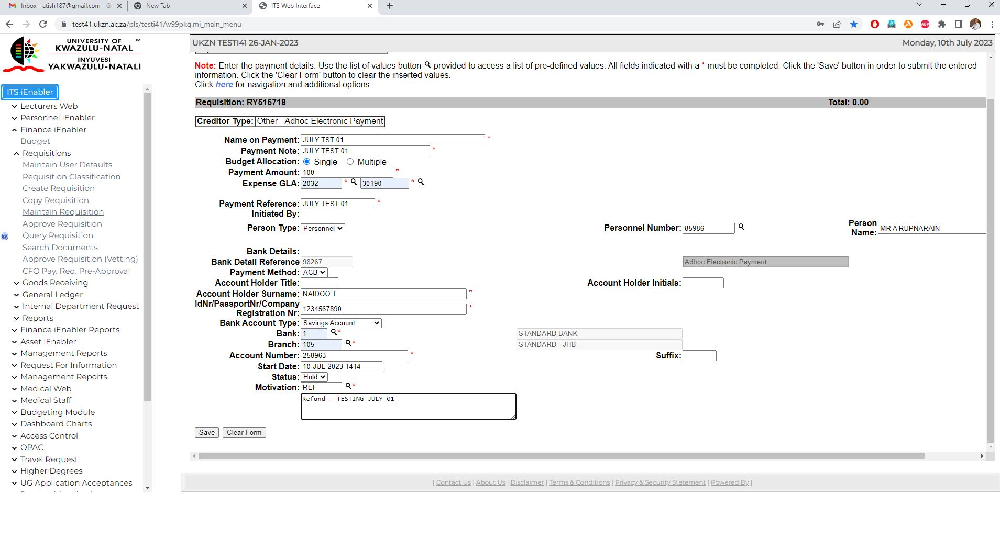 Inbox - atish187@gmail.com - G
New Tab
ITS Web Interface
test41.ukzn.ac.za/pls/testi41/w99pkg.mi_main_menu
ABP
UNIVERSITY OF ™
KWAZULU-NATAL
INYUVESI
YAKWAZULU-NATALI
UKZN TESTI41 26-JAN-2023
Monday, 10th July 2023
ITS iEnabler
Lecturers Web
Personnel iEnabler
Finance iEnabler
Budget
Requisitions
Maintain User Defaults
Requisition Classification
Create Requisition
Copy Requisition
Maintain Requisition
Approve Requisition
Query Requisition
Search Documents
Approve Requisition (Vetting)
CFO Pay. Req. Pre-Approval
Goods Receiving
General Ledger
Internal Department Request
Reports
Finance iEnabler Reports
Asset iEnabler
Management Reports
Request For Information
Management Reports
Medical Web
Medical Staff
Budgeting Module
Dashboard Charts
Access Control
OPAC
Travel Request
Higher Degrees
UG Application Acceptances
Note: Enter the payment details. Use the list of values button provided to access a list of pre-defined values. All fields indicated with a * must be completed. Click the 'Save' button in order to submit the entered
information. Click the 'Clear Form' button to clear the inserted values.
Click here for navigation and additional options.
Requisition: RY516718 Total: 0.00
Creditor Type: Other - Adhoc Electronic Payment
Name on Payment: JULY TST 01 *
Payment Note: JULY TEST 01 *
Budget Allocation: Single Multiple
Payment Amount: 100 *
Expense GLA: 2032 * 30190 *
Payment Reference: JULY TEST 01 *
Initiated By:
Person Type: Personnel Personnel Number: 85986 Person
Name: MR A RUPNARAIN
Bank Details:
Bank Detail Reference 98267 Adhoc Electronic Payment
Payment Method: ACB
Account Holder Title: Account Holder Initials:
Account Holder Surname: NAIDOO T *
IdNr/PassportNr/Company
Registration Nr: 1234567890 *
Bank Account Type: Savings Account
Bank: 1 * STANDARD BANK
Branch: 105 * STANDARD - JHB
Account Number: 258963 * Suffix:
Start Date: 10-JUL-2023 1414
Status: Hold
Motivation: REF *
Refund - TESTING JULY 01
Save Clear Form
[ Contact Us | About Us | Disclaimer | Terms & Conditions | Privacy & Security Statement | Powered By ]